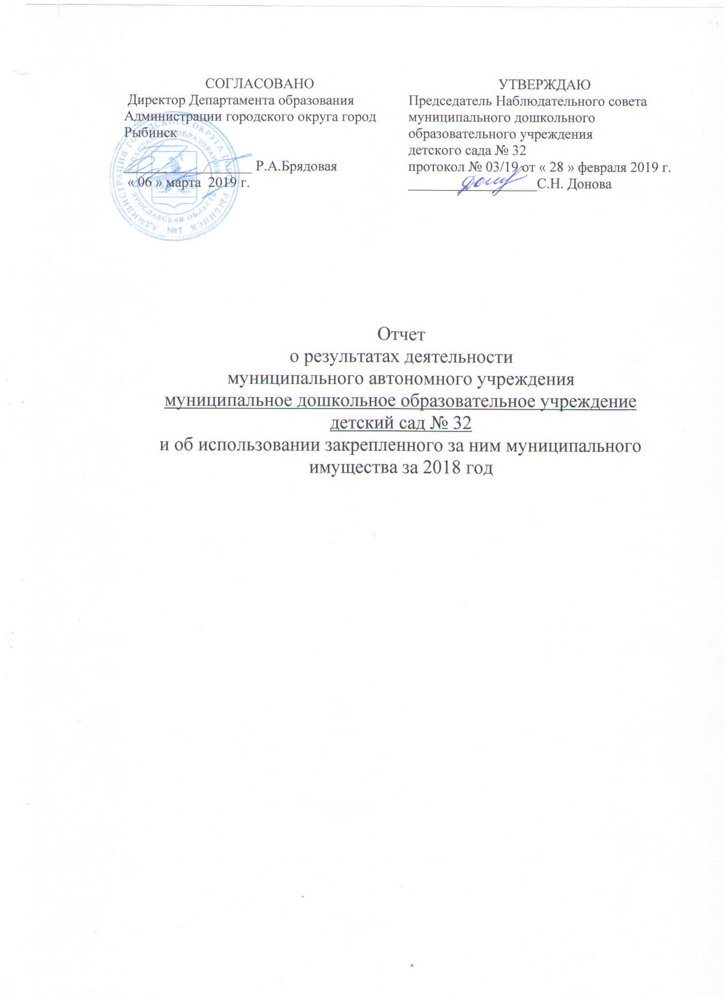 СОГЛАСОВАНО
Директор Департамента образования
Администрации городского округа город
Рыбинск
____________________ Р.А.Брядовая
« 06 » марта 2019 г.
УТВЕРЖДАЮ
Председатель Наблюдательного совета
муниципального дошкольного
образовательного учреждения
детского сада № 32
протокол № 03/19 от « 28 » февраля 2019 г.
____________________С.Н. Донова
АДМИНИСТРАЦИЯ ГОРОДСКОГО ОКРУГА ГОРОД РЫБИНСК
ДЕПАРТАМЕНТ ОБРАЗОВАНИЯ
ЯРОСЛАВСКАЯ ОБЛАСТЬ
№1
Отчет
о результатах деятельности
муниципального автономного учреждения
муниципальное дошкольное образовательное учреждение
детский сад № 32
и об использовании закрепленного за ним муниципального
имущества за 2018 год